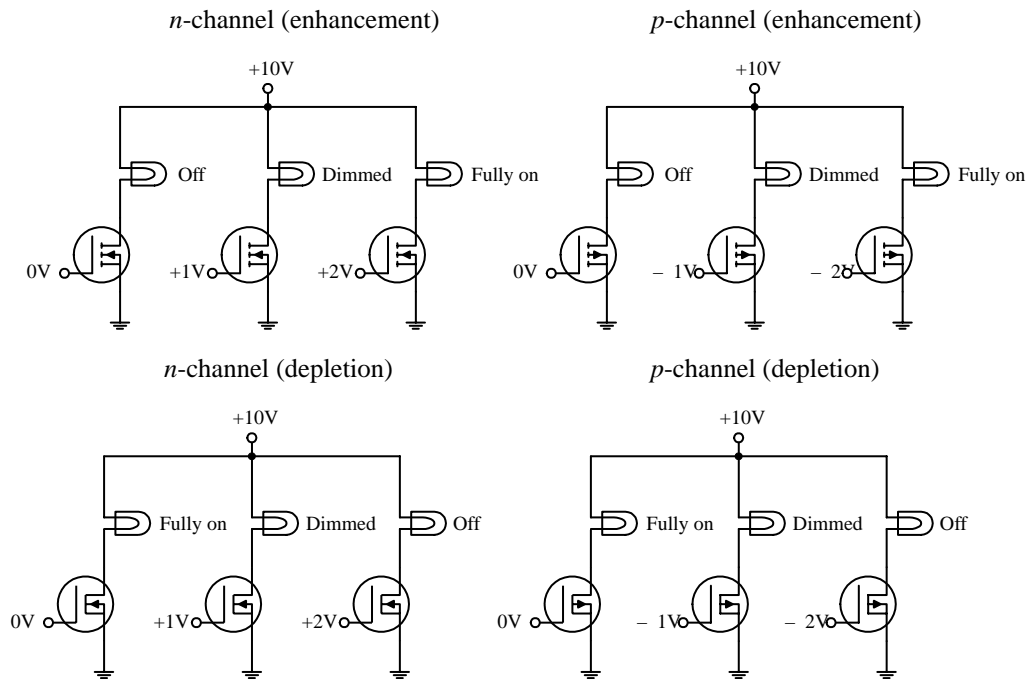 n-channel (enhancement)
+10V
Off
Dimmed
Fully on
0V
+1V
+2V
p-channel (enhancement)
+10V
Off
Dimmed
Fully on
0V
– 1V
– 2V
n-channel (depletion)
+10V
Fully on
Dimmed
Off
0V
+1V
+2V
p-channel (depletion)
+10V
Fully on
Dimmed
Off
0V
– 1V
– 2V